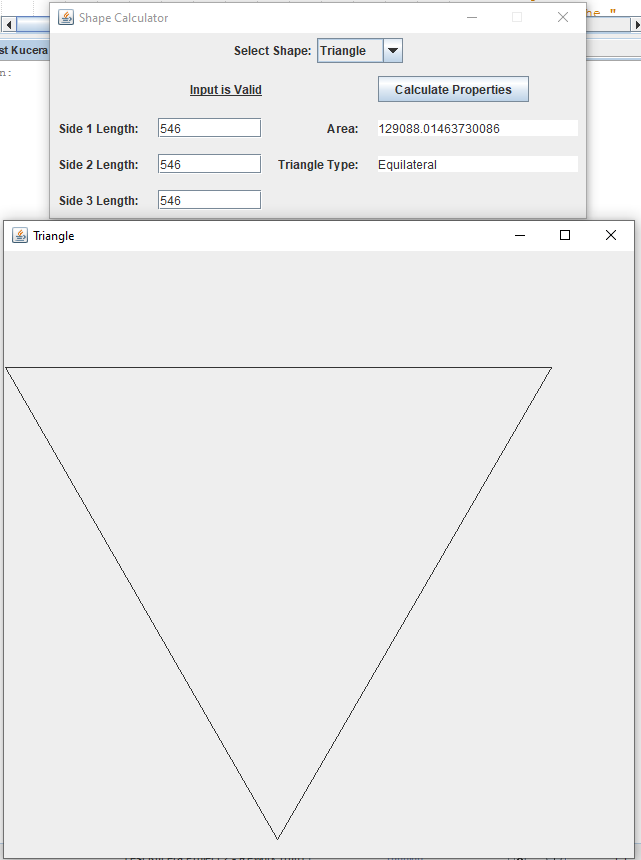 he "
Shape Calculator
st Kucera
n:
Select Shape: Triangle
Input is Valid
Calculate Properties
Side 1 Length: 546
Area: 129088.01463730086
Side 2 Length: 546
Triangle Type: Equilateral
Side 3 Length: 546
Triangle